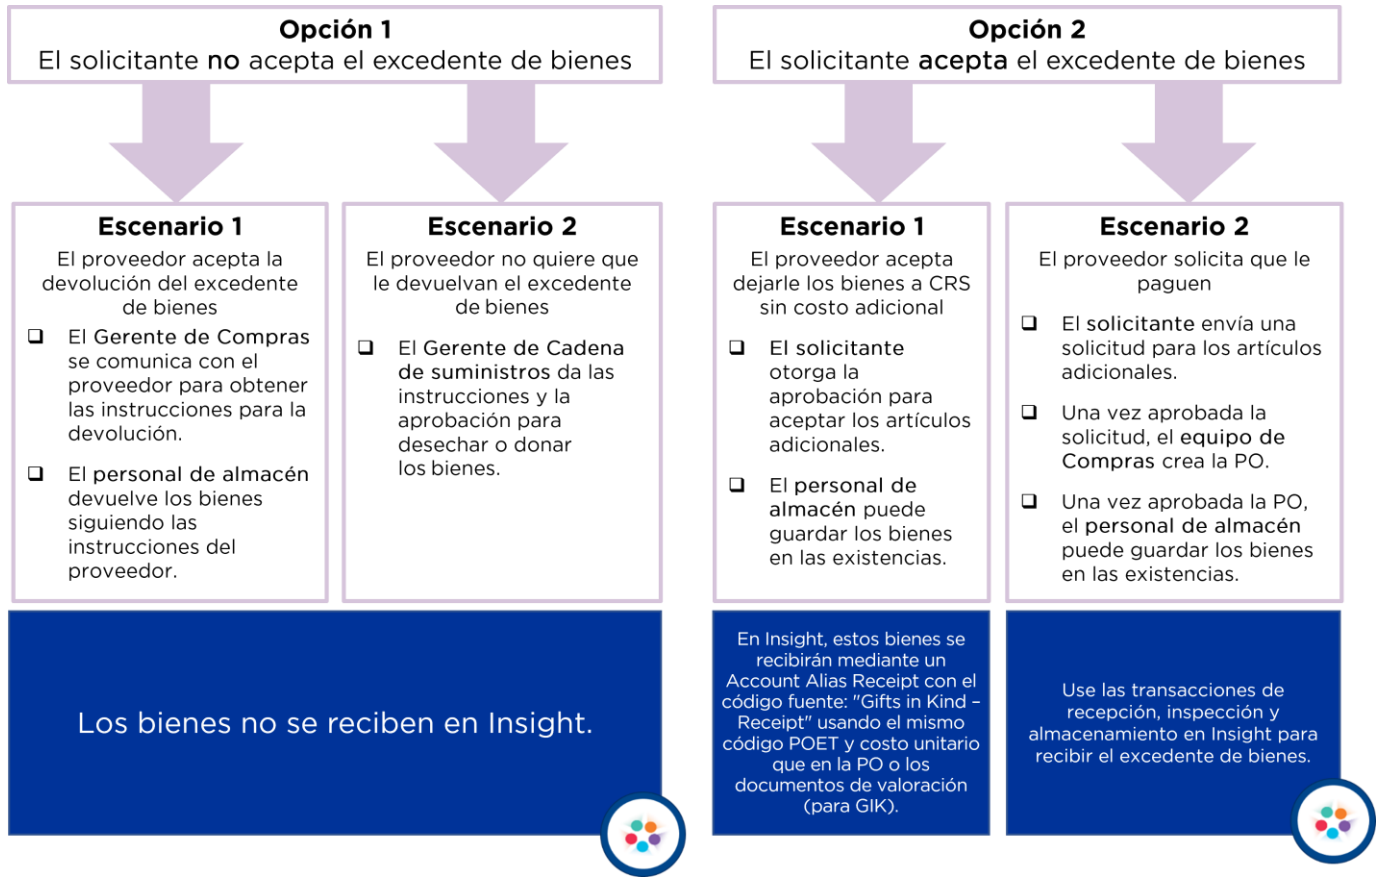 Opción 1
El solicitante no acepta el excedente de bienes
Escenario 1
El proveedor acepta la
devolución del excedente
de bienes
❑ El Gerente de Compras
se comunica con el
proveedor para obtener
las instrucciones para la
devolución.
❑ El personal de almacén
devuelve los bienes
siguiendo las
instrucciones del
proveedor.
Escenario 2
El proveedor no quiere que
le devuelvan el excedente
de bienes
❑ El Gerente de Cadena
de suministros da las
instrucciones y la
aprobación para
desechar o donar
los bienes.
Los bienes no se reciben en Insight.
Opción 2
El solicitante acepta el excedente de bienes
Escenario 1
El proveedor acepta
dejarle los bienes a CRS
sin costo adicional
❑ El solicitante
otorga la
aprobación para
aceptar los artículos
adicionales.
❑ El personal de
almacén puede
guardar los bienes
en las existencias.
En Insight, estos bienes se
recibirán mediante un
Account Alias Receipt con el
código fuente: "Gifts in Kind –
Receipt" usando el mismo
código POET y costo unitario
que en la PO o los
documentos de valoración
(para GIK).
Escenario 2
El proveedor solicita que le
paguen
❑ El solicitante envía una
solicitud para los artículos
adicionales.
❑ Una vez aprobada la
solicitud, el equipo de
Compras crea la PO.
❑ Una vez aprobada la PO,
el personal de almacén
puede guardar los bienes
en las existencias.
Use las transacciones de
recepción, inspección y
almacenamiento en Insight para
recibir el excedente de bienes.